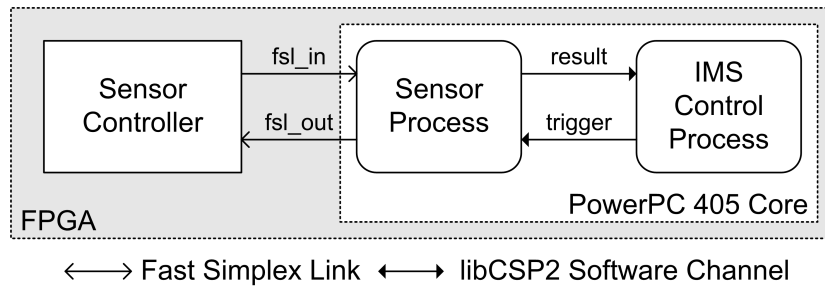 Sensor
Controller
fsl_in
fsl_out
Sensor
Process
result
trigger
IMS
Control
Process
PowerPC 405 Core
FPGA
Fast Simplex Link
libCSP2 Software Channel